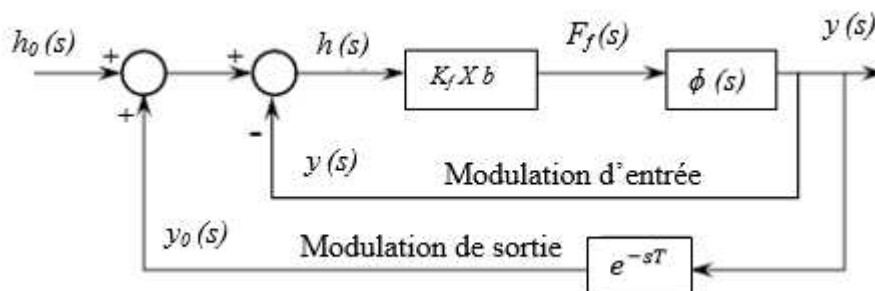 h₀(s) + + h(s) K_f X b F_f(s) ϕ (s) y(s)
+ -
y (s) Modulation d'entrée
y₀(s) Modulation de sortie e^{-sT}